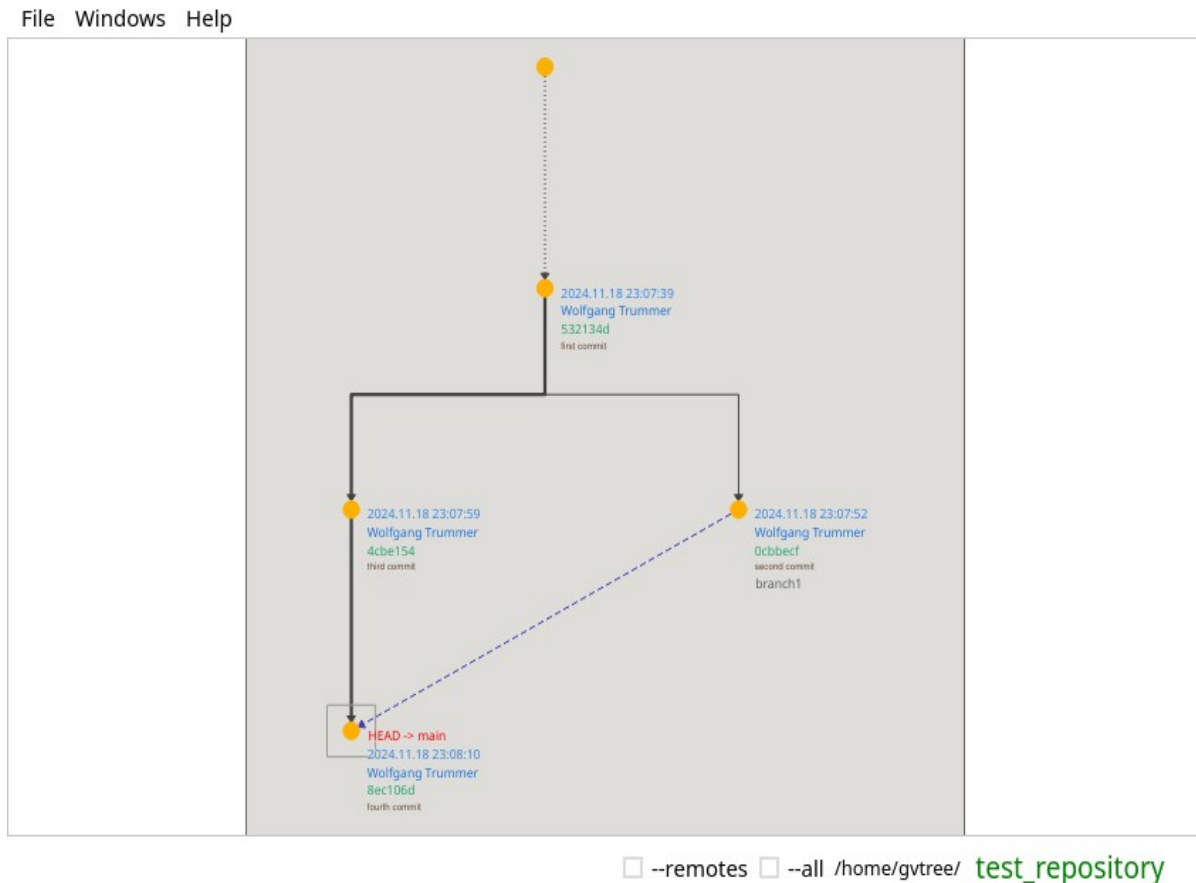 File Windows Help
2024.11.18 23:07:39
Wolfgang Trummer
532134d
first commit
2024.11.18 23:07:59
Wolfgang Trummer
4cbe154
third commit
2024.11.18 23:07:52
Wolfgang Trummer
0cbbecf
second commit
branch1
HEAD -> main
2024.11.18 23:08:10
Wolfgang Trummer
8ec106d
fourth commit
--remotes --all /home/gvtree/ test_repository